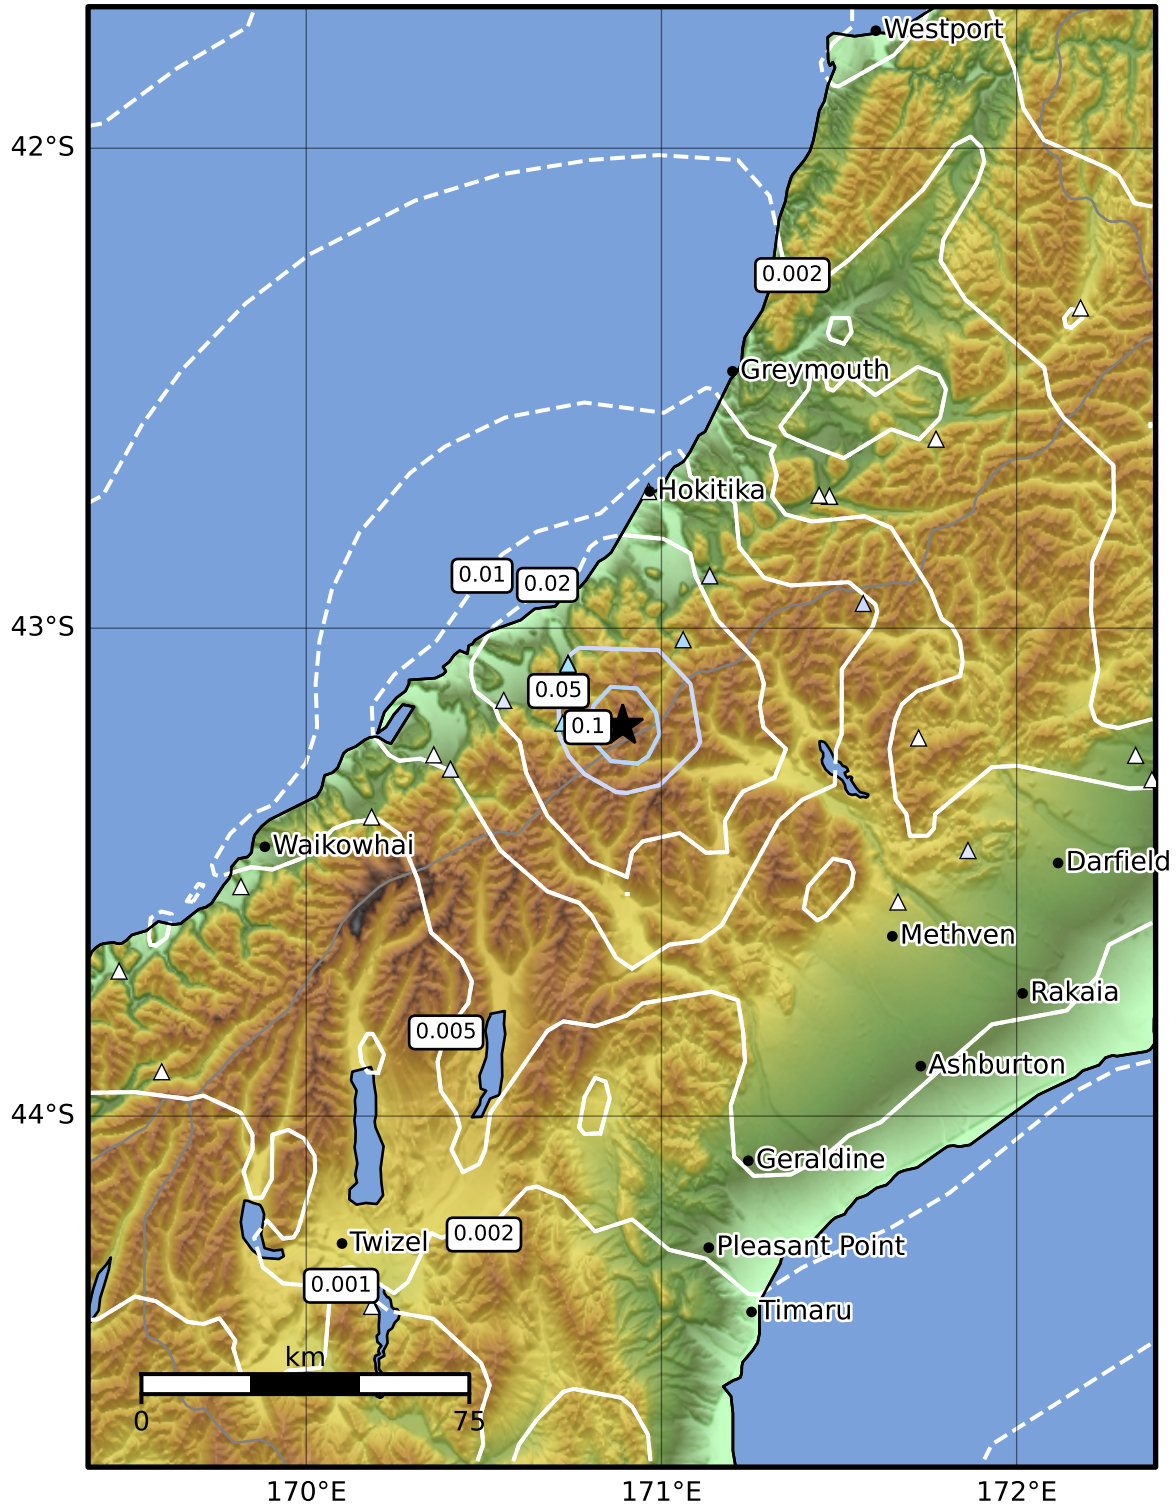 Westport
42°S
0.002
Greymouth
Hokitika
0.01
0.02
43°S
0.05
0.1
Waikowhai
Darfield
Methven
Rakaia
0.005
Ashburton
44°S
Geraldine
0.002
Twizel
Pleasant Point
0.001
Timaru
km
0
75
170°E
171°E
172°E